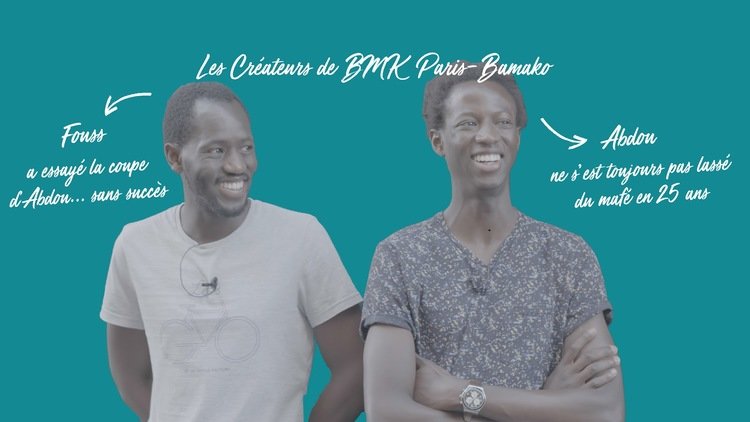 Les Créateurs de BMK Paris-Bamako
Fouss
a essayé la coupe
d'Abdou... sans succès
Abdou
ne s'est toujours pas lassé
du mafé en 25 ans